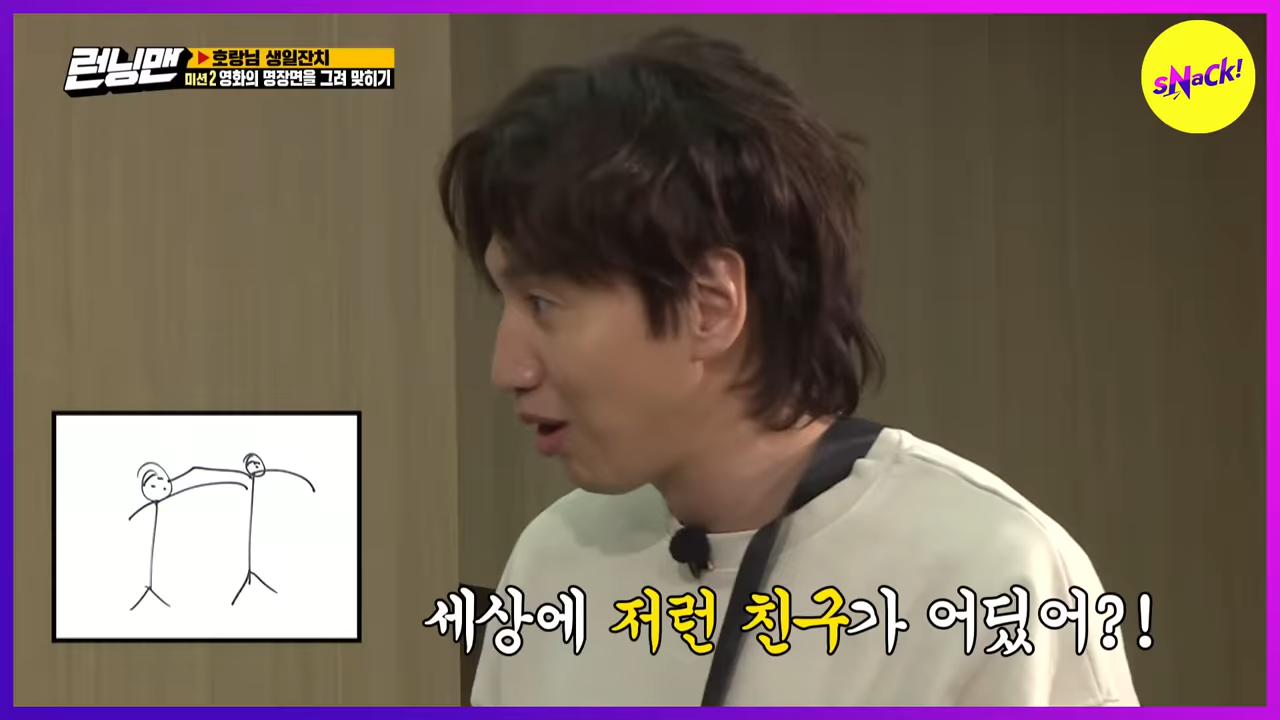 런닝맨
▶호랑님 생일잔치
미션2 영화의 명장면을 그려 맞히기
sNacK!
세상에 저런 친구가 어딨어?!